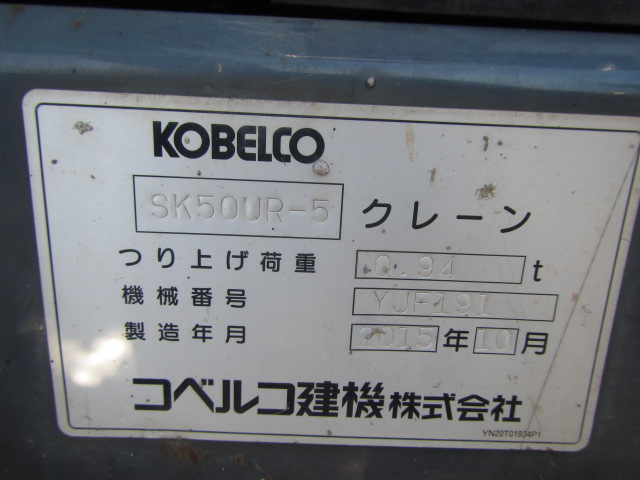 KOBELCO
SK50UR-5 クレーン
つり上げ荷重 0.94 t
機械番号 YJF191
製造年月 2015年10月
コベルコ建機株式会社
YN20T01934P1